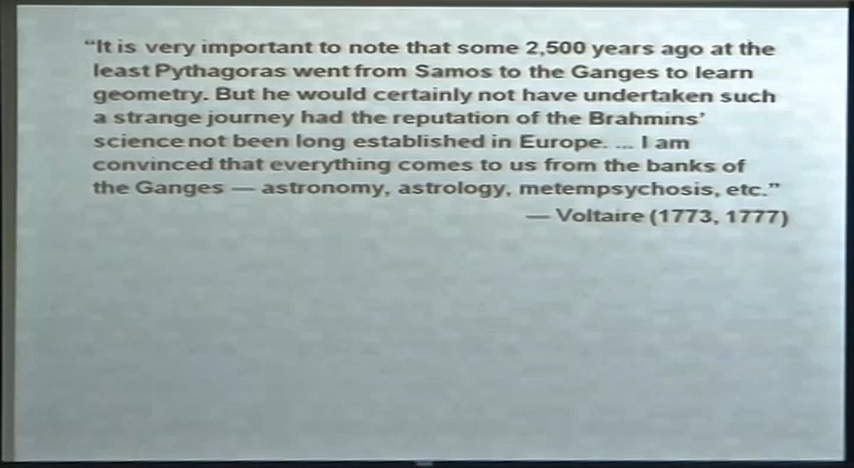 “It is very important to note that some 2,500 years ago at the
least Pythagoras went from Samos to the Ganges to learn
geometry. But he would certainly not have undertaken such
a strange journey had the reputation of the Brahmins’
science not been long established in Europe. ... I am
convinced that everything comes to us from the banks of
the Ganges — astronomy, astrology, metempsychosis, etc.”
— Voltaire (1773, 1777)